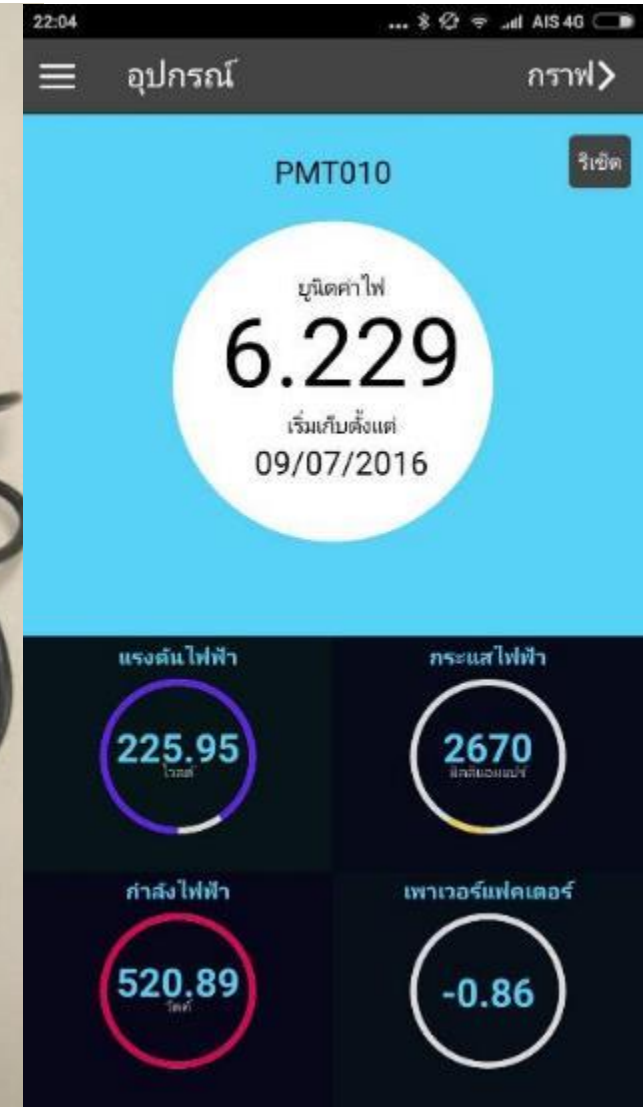 22:04 ... AIS 4G
อุปกรณ์ กราฟ>
PMT010 ริเซ็ต
ยูนิตค่าไฟ
6.229
เริ่มเก็บตั้งแต่
09/07/2016
แรงดันไฟฟ้า กระแสไฟฟ้า
225.95 2670
โวลต์ มิลลิแอมแปร์
กำลังไฟฟ้า เพาเวอร์แฟคเตอร์
520.89 -0.86
วัตต์